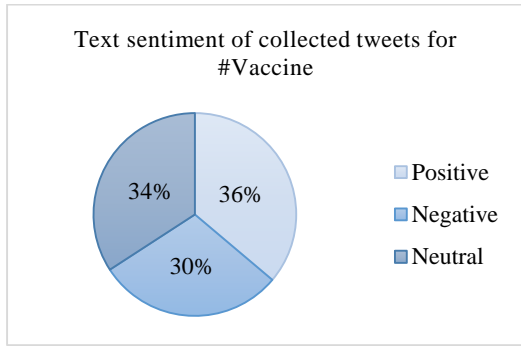 Text sentiment of collected tweets for
#Vaccine
34%
36%
30%
Positive
Negative
Neutral